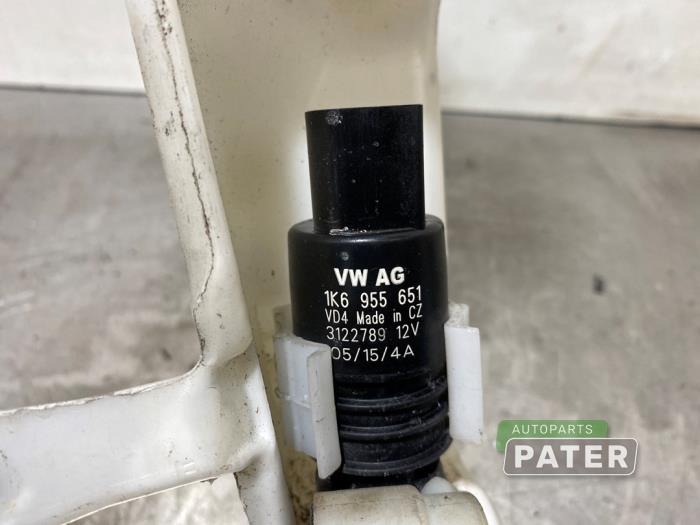 VW AG
1K6 955 651
VD4 Made in CZ
3122789 12V
05/15/4A
AUTOPARTS
PATER